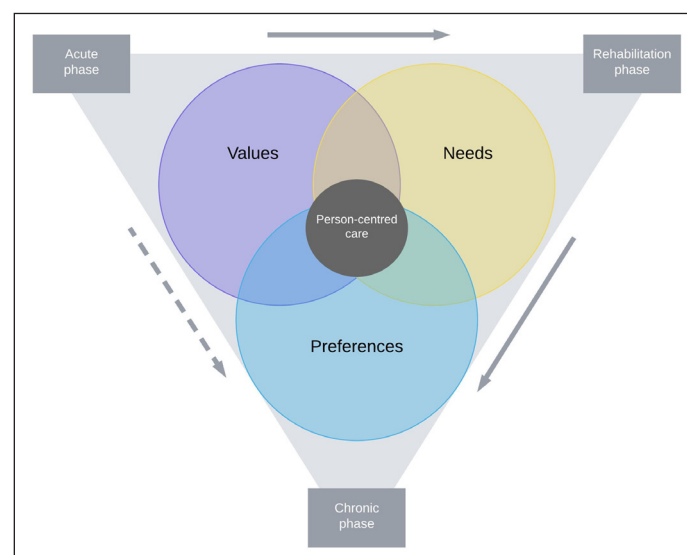 Acute
phase
Rehabilitation
phase
Values
Needs
Person-centred
care
Preferences
Chronic
phase